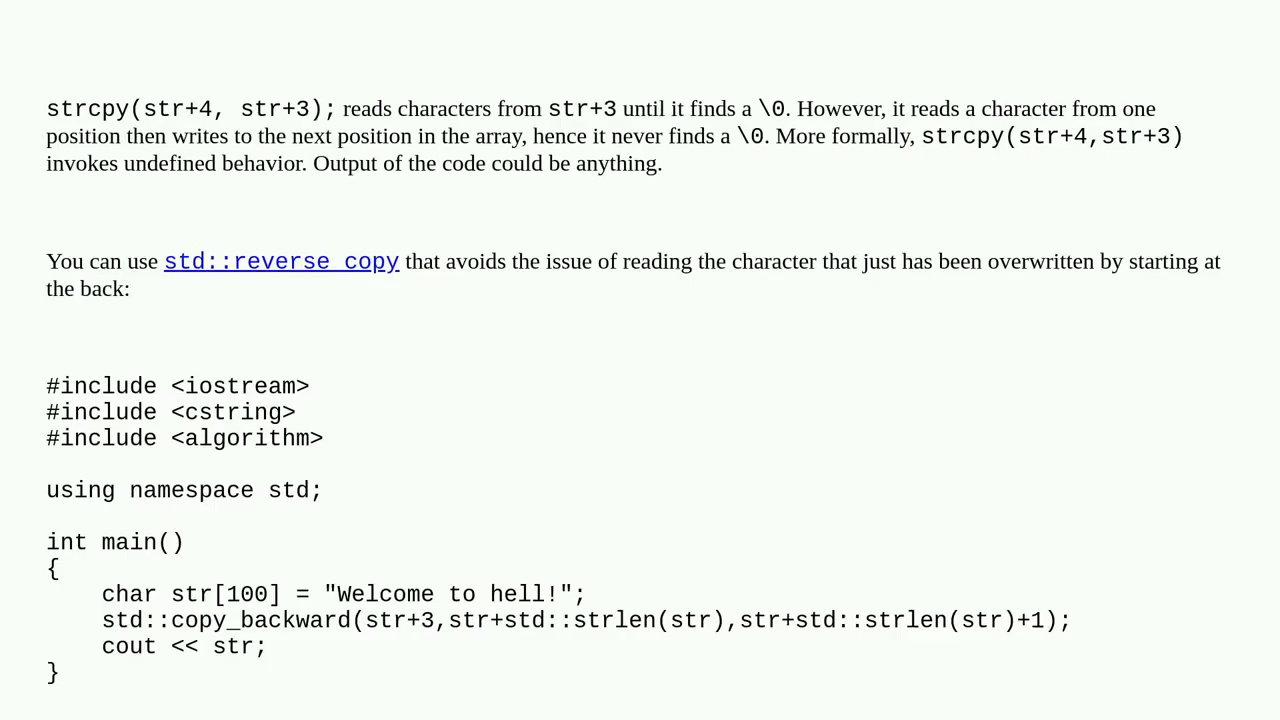 strcpy(str+4, str+3); reads characters from str+3 until it finds a \0. However, it reads a character from one
position then writes to the next position in the array, hence it never finds a \0. More formally, strcpy(str+4,str+3)
invokes undefined behavior. Output of the code could be anything.
You can use std::reverse_copy that avoids the issue of reading the character that just has been overwritten by starting at
the back:
#include <iostream>
#include <cstring>
#include <algorithm>
using namespace std;
int main()
{
    char str[100] = "Welcome to hell!";
    std::copy_backward(str+3,str+std::strlen(str),str+std::strlen(str)+1);
    cout << str;
}